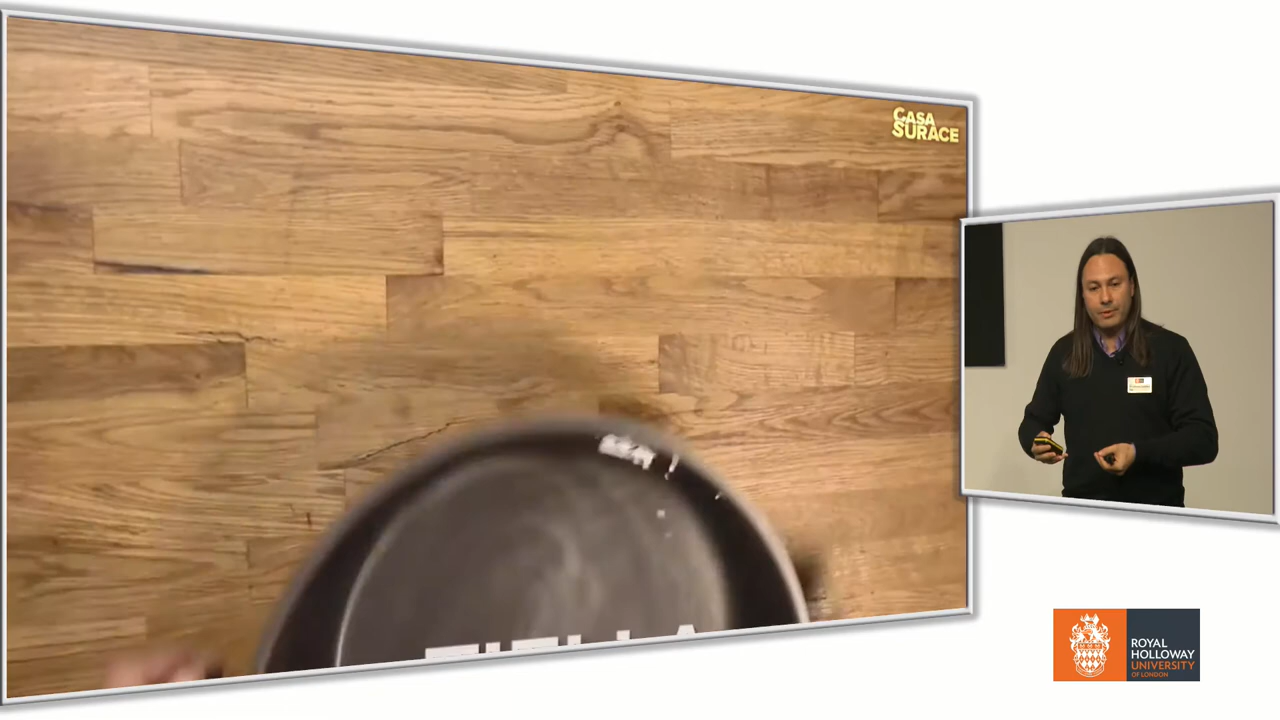 CASA
SURACE
ROYAL
HOLLOWAY
UNIVERSITY
OF LONDON